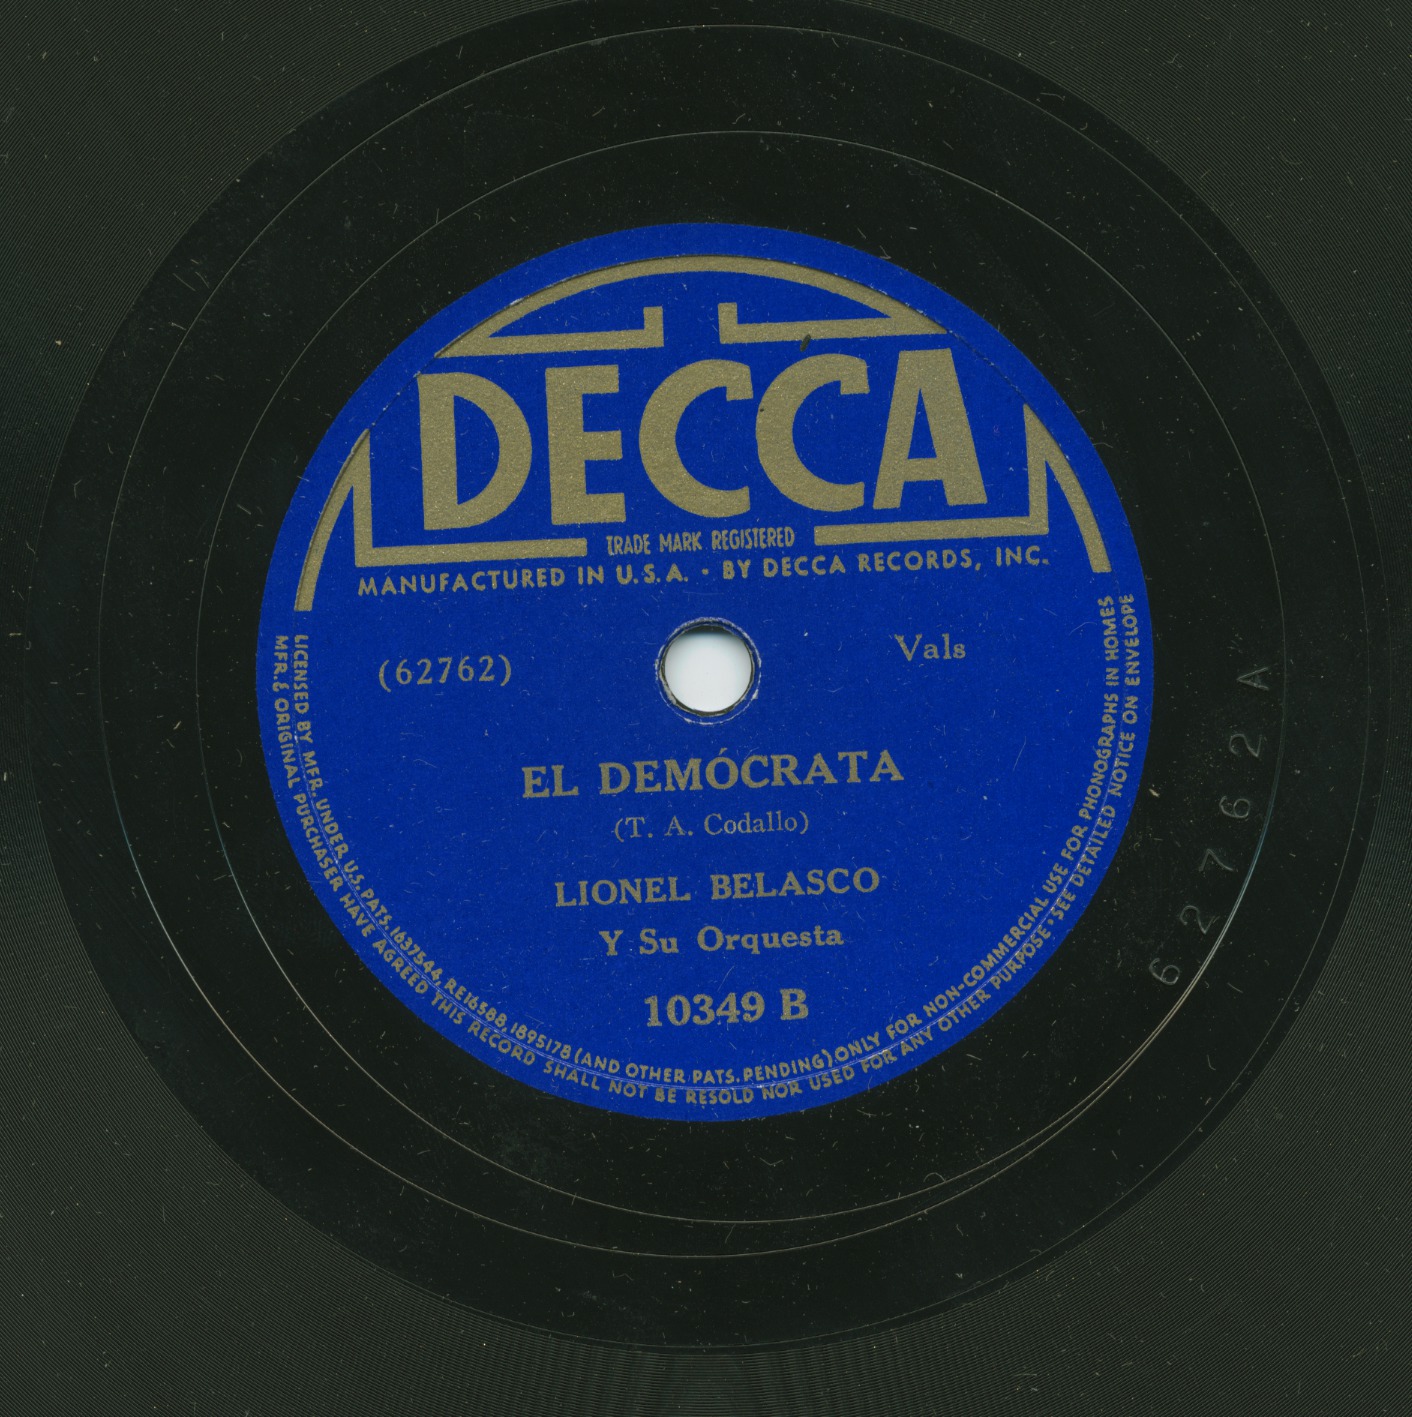 DECCA
TRADE MARK REGISTERED
MANUFACTURED IN U.S.A. · BY DECCA RECORDS, INC.
(62762)
Vals
EL DEMÓCRATA
(T. A. Codallo)
LIONEL BELASCO
Y Su Orquesta
10349 B
LICENSED BY MFR. UNDER U.S. PATS. 1637544, RE16588, 1895178 (AND OTHER PATS. PENDING) ONLY FOR NON-COMMERCIAL USE FOR PHONOGRAPHS IN HOMES
MFR. & ORIGINAL PURCHASER HAVE AGREED THIS RECORD SHALL NOT BE RESOLD NOR USED FOR ANY OTHER PURPOSE • SEE DETAILED NOTICE ON ENVELOPE
62762A